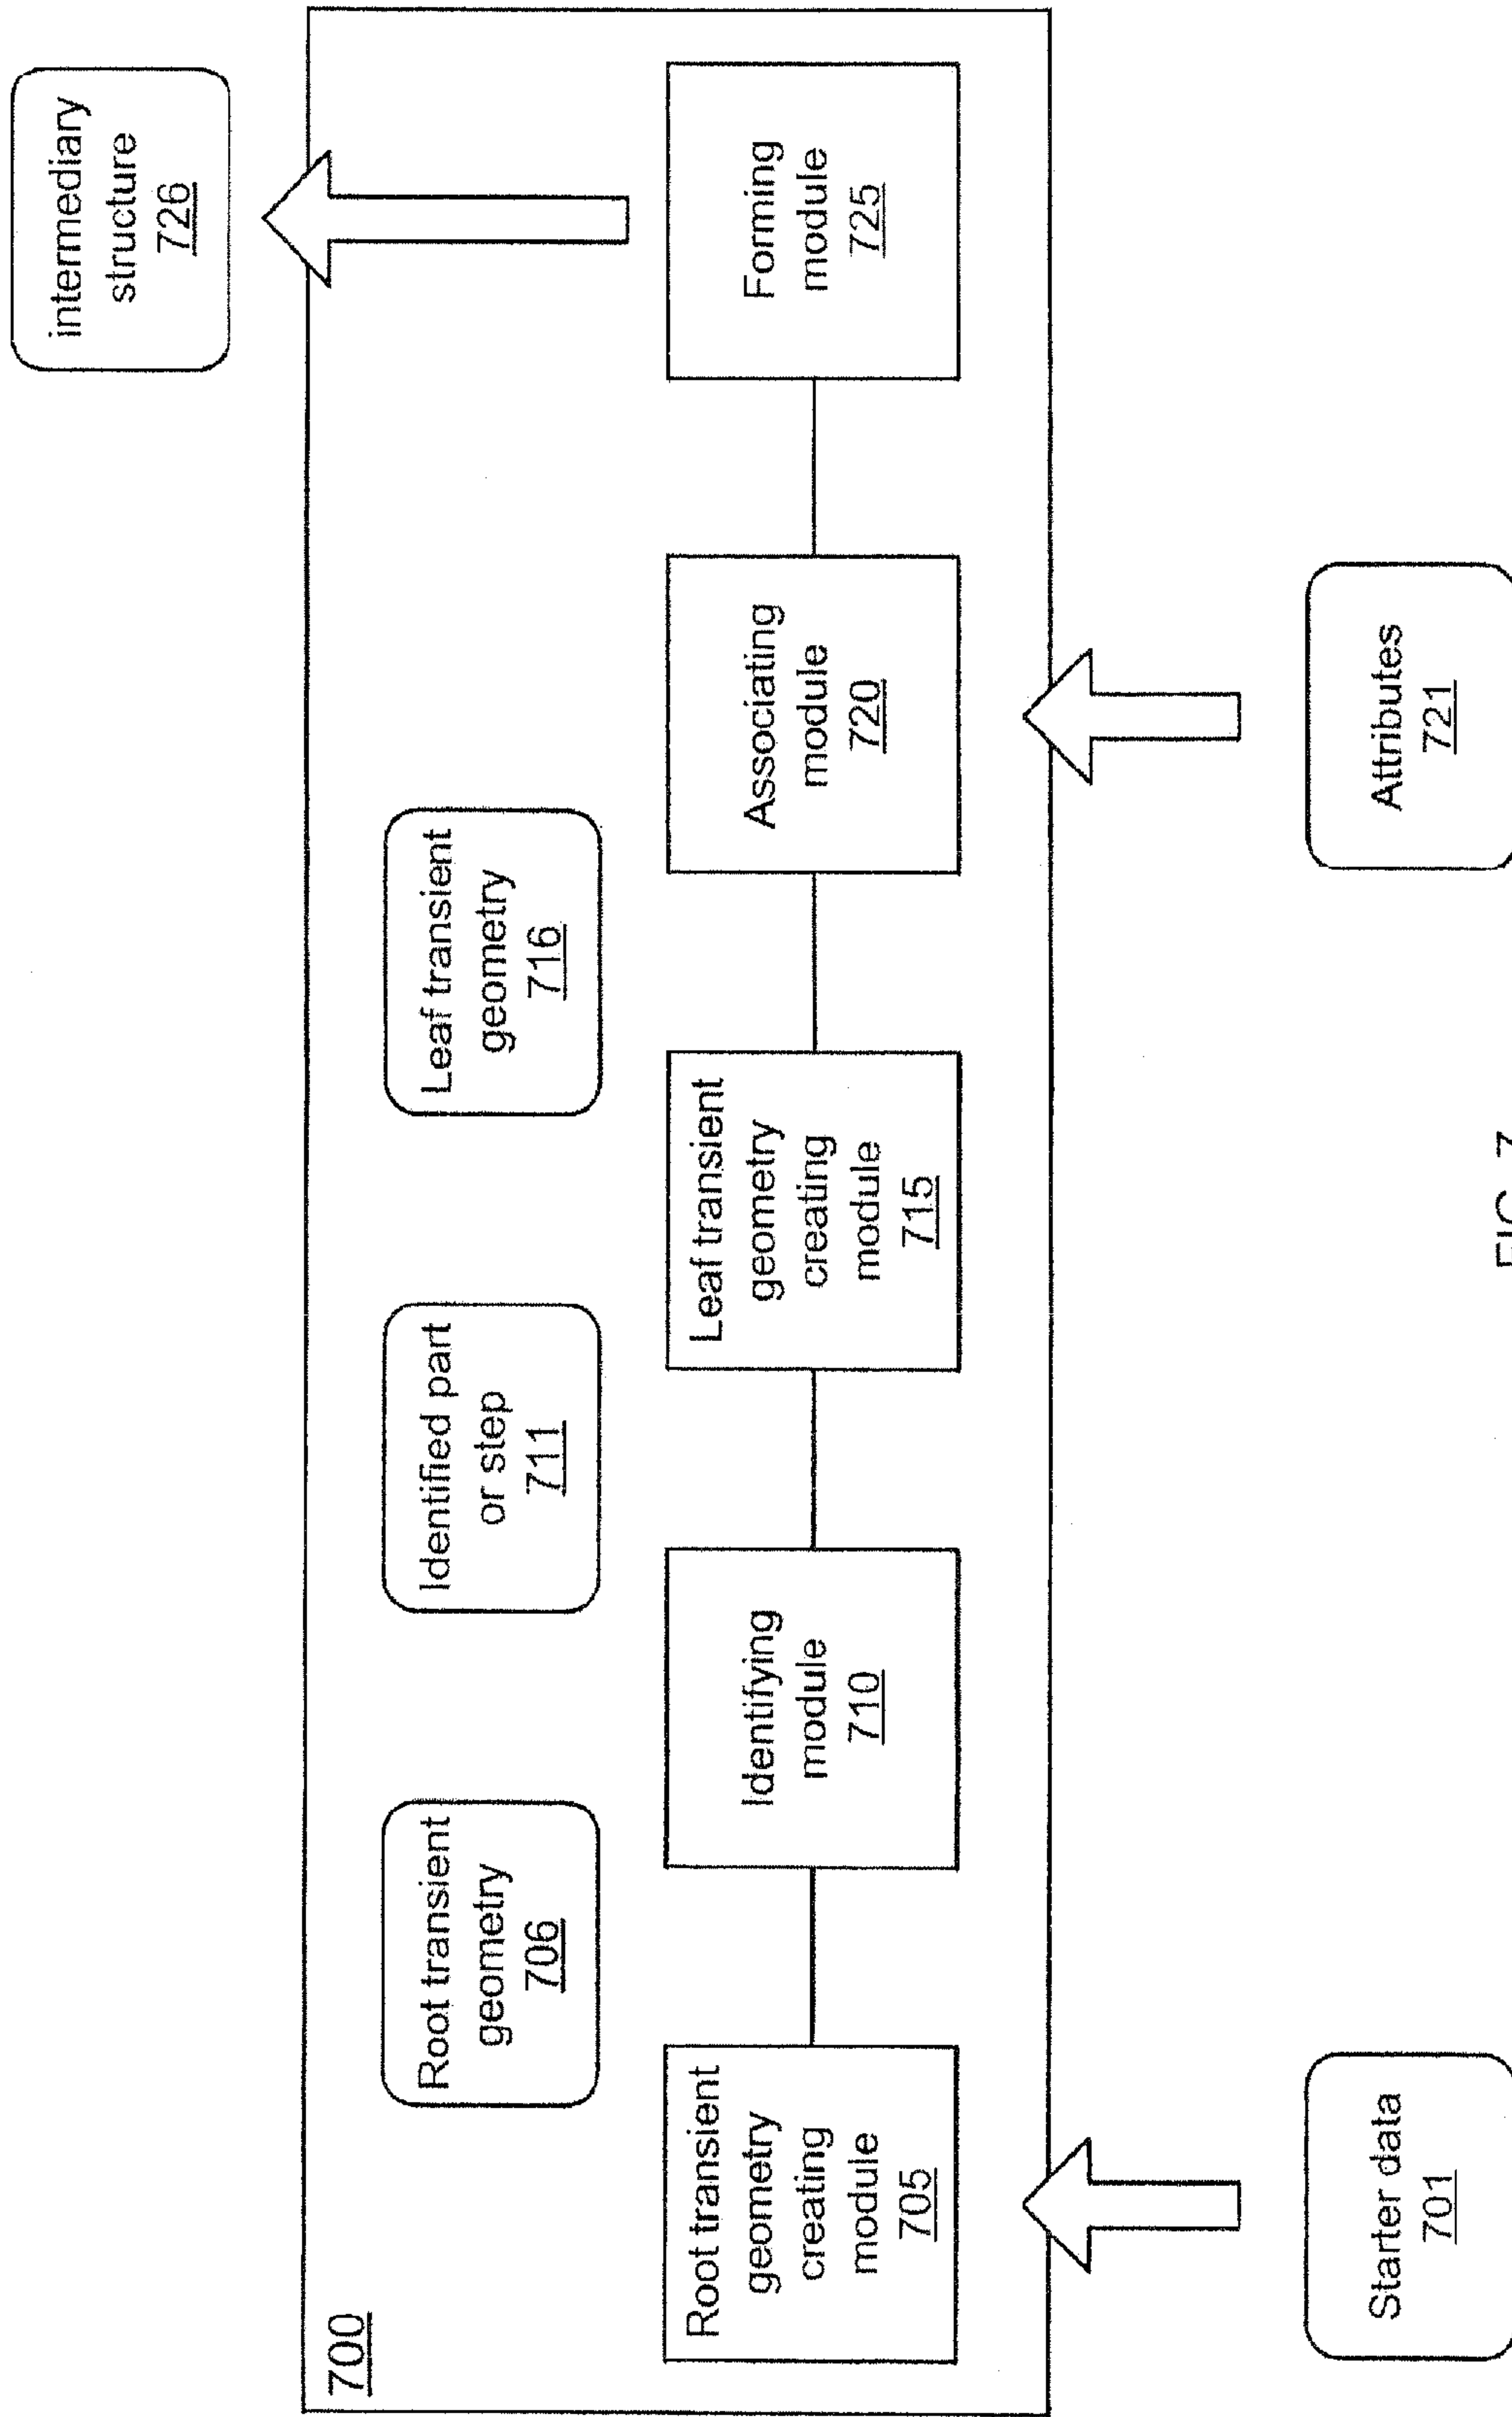 700
intermediary
structure
726
Root transient
geometry
706
Identified part
or step
711
Leaf transient
geometry
716
Root transient
geometry
creating
module
705
Identifying
module
710
Leaf transient
geometry
creating
module
715
Associating
module
720
Forming
module
725
Starter data
701
Attributes
721
FIG. 7